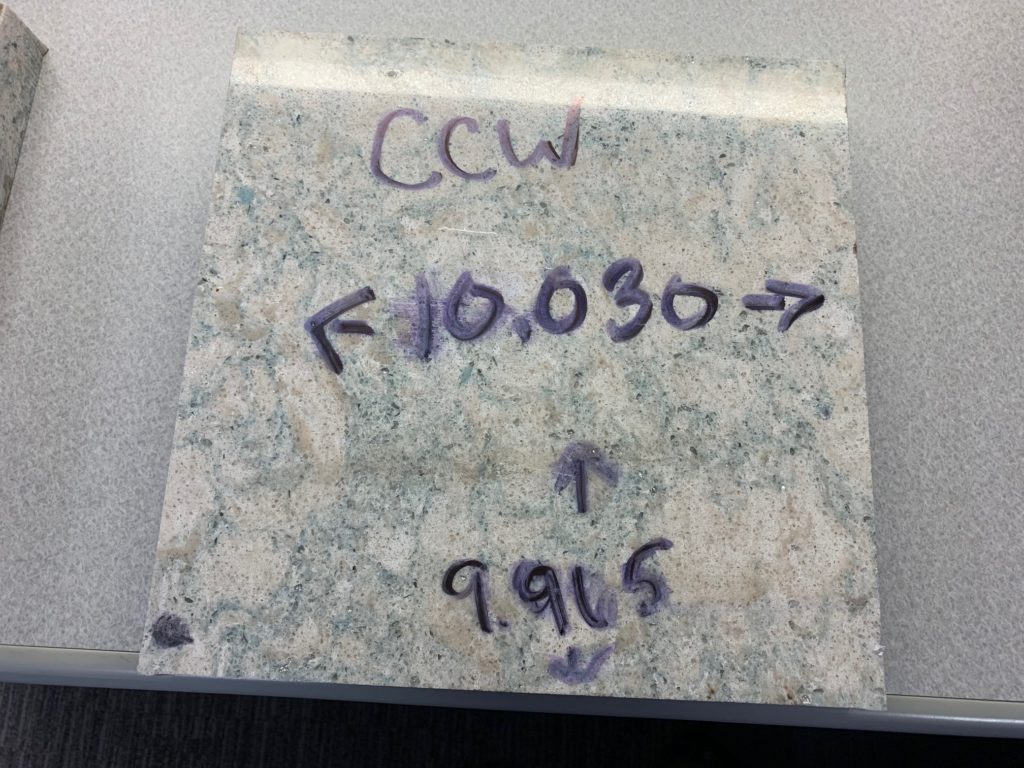 CCW
← 10.030 →
↑
9.965
↓